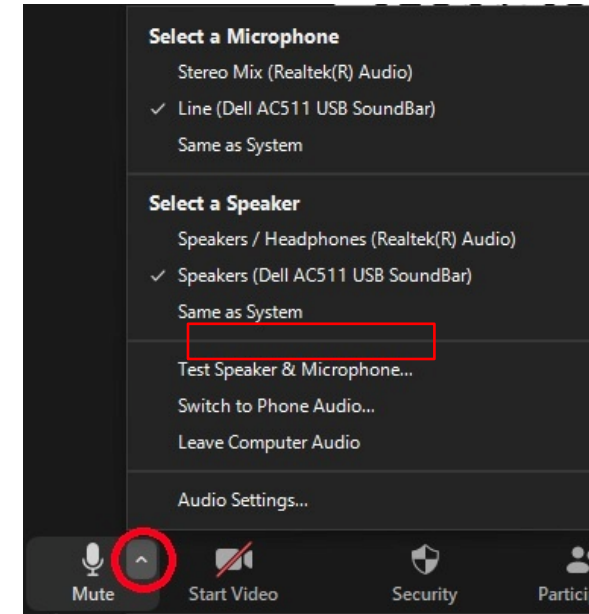 Select a Microphone
Stereo Mix (Realtek(R) Audio)
Line (Dell AC511 USB SoundBar)
Same as System
Select a Speaker
Speakers / Headphones (Realtek(R) Audio)
Speakers (Dell AC511 USB SoundBar)
Same as System
Test Speaker & Microphone...
Switch to Phone Audio...
Leave Computer Audio
Audio Settings...
Mute Start Video Security Partici